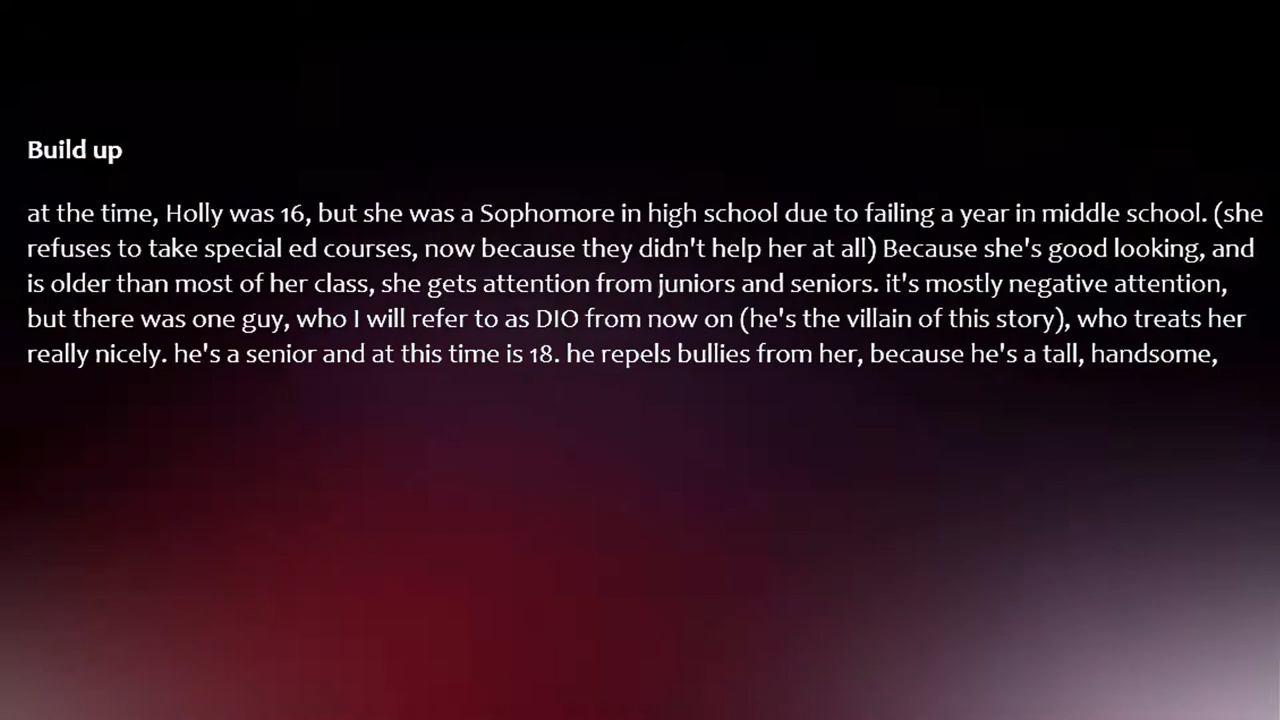 Build up
at the time, Holly was 16, but she was a Sophomore in high school due to failing a year in middle school. (she
refuses to take special ed courses, now because they didn't help her at all) Because she's good looking, and
is older than most of her class, she gets attention from juniors and seniors. it's mostly negative attention,
but there was one guy, who I will refer to as DIO from now on (he's the villain of this story), who treats her
really nicely. he's a senior and at this time is 18. he repels bullies from her, because he's a tall, handsome,